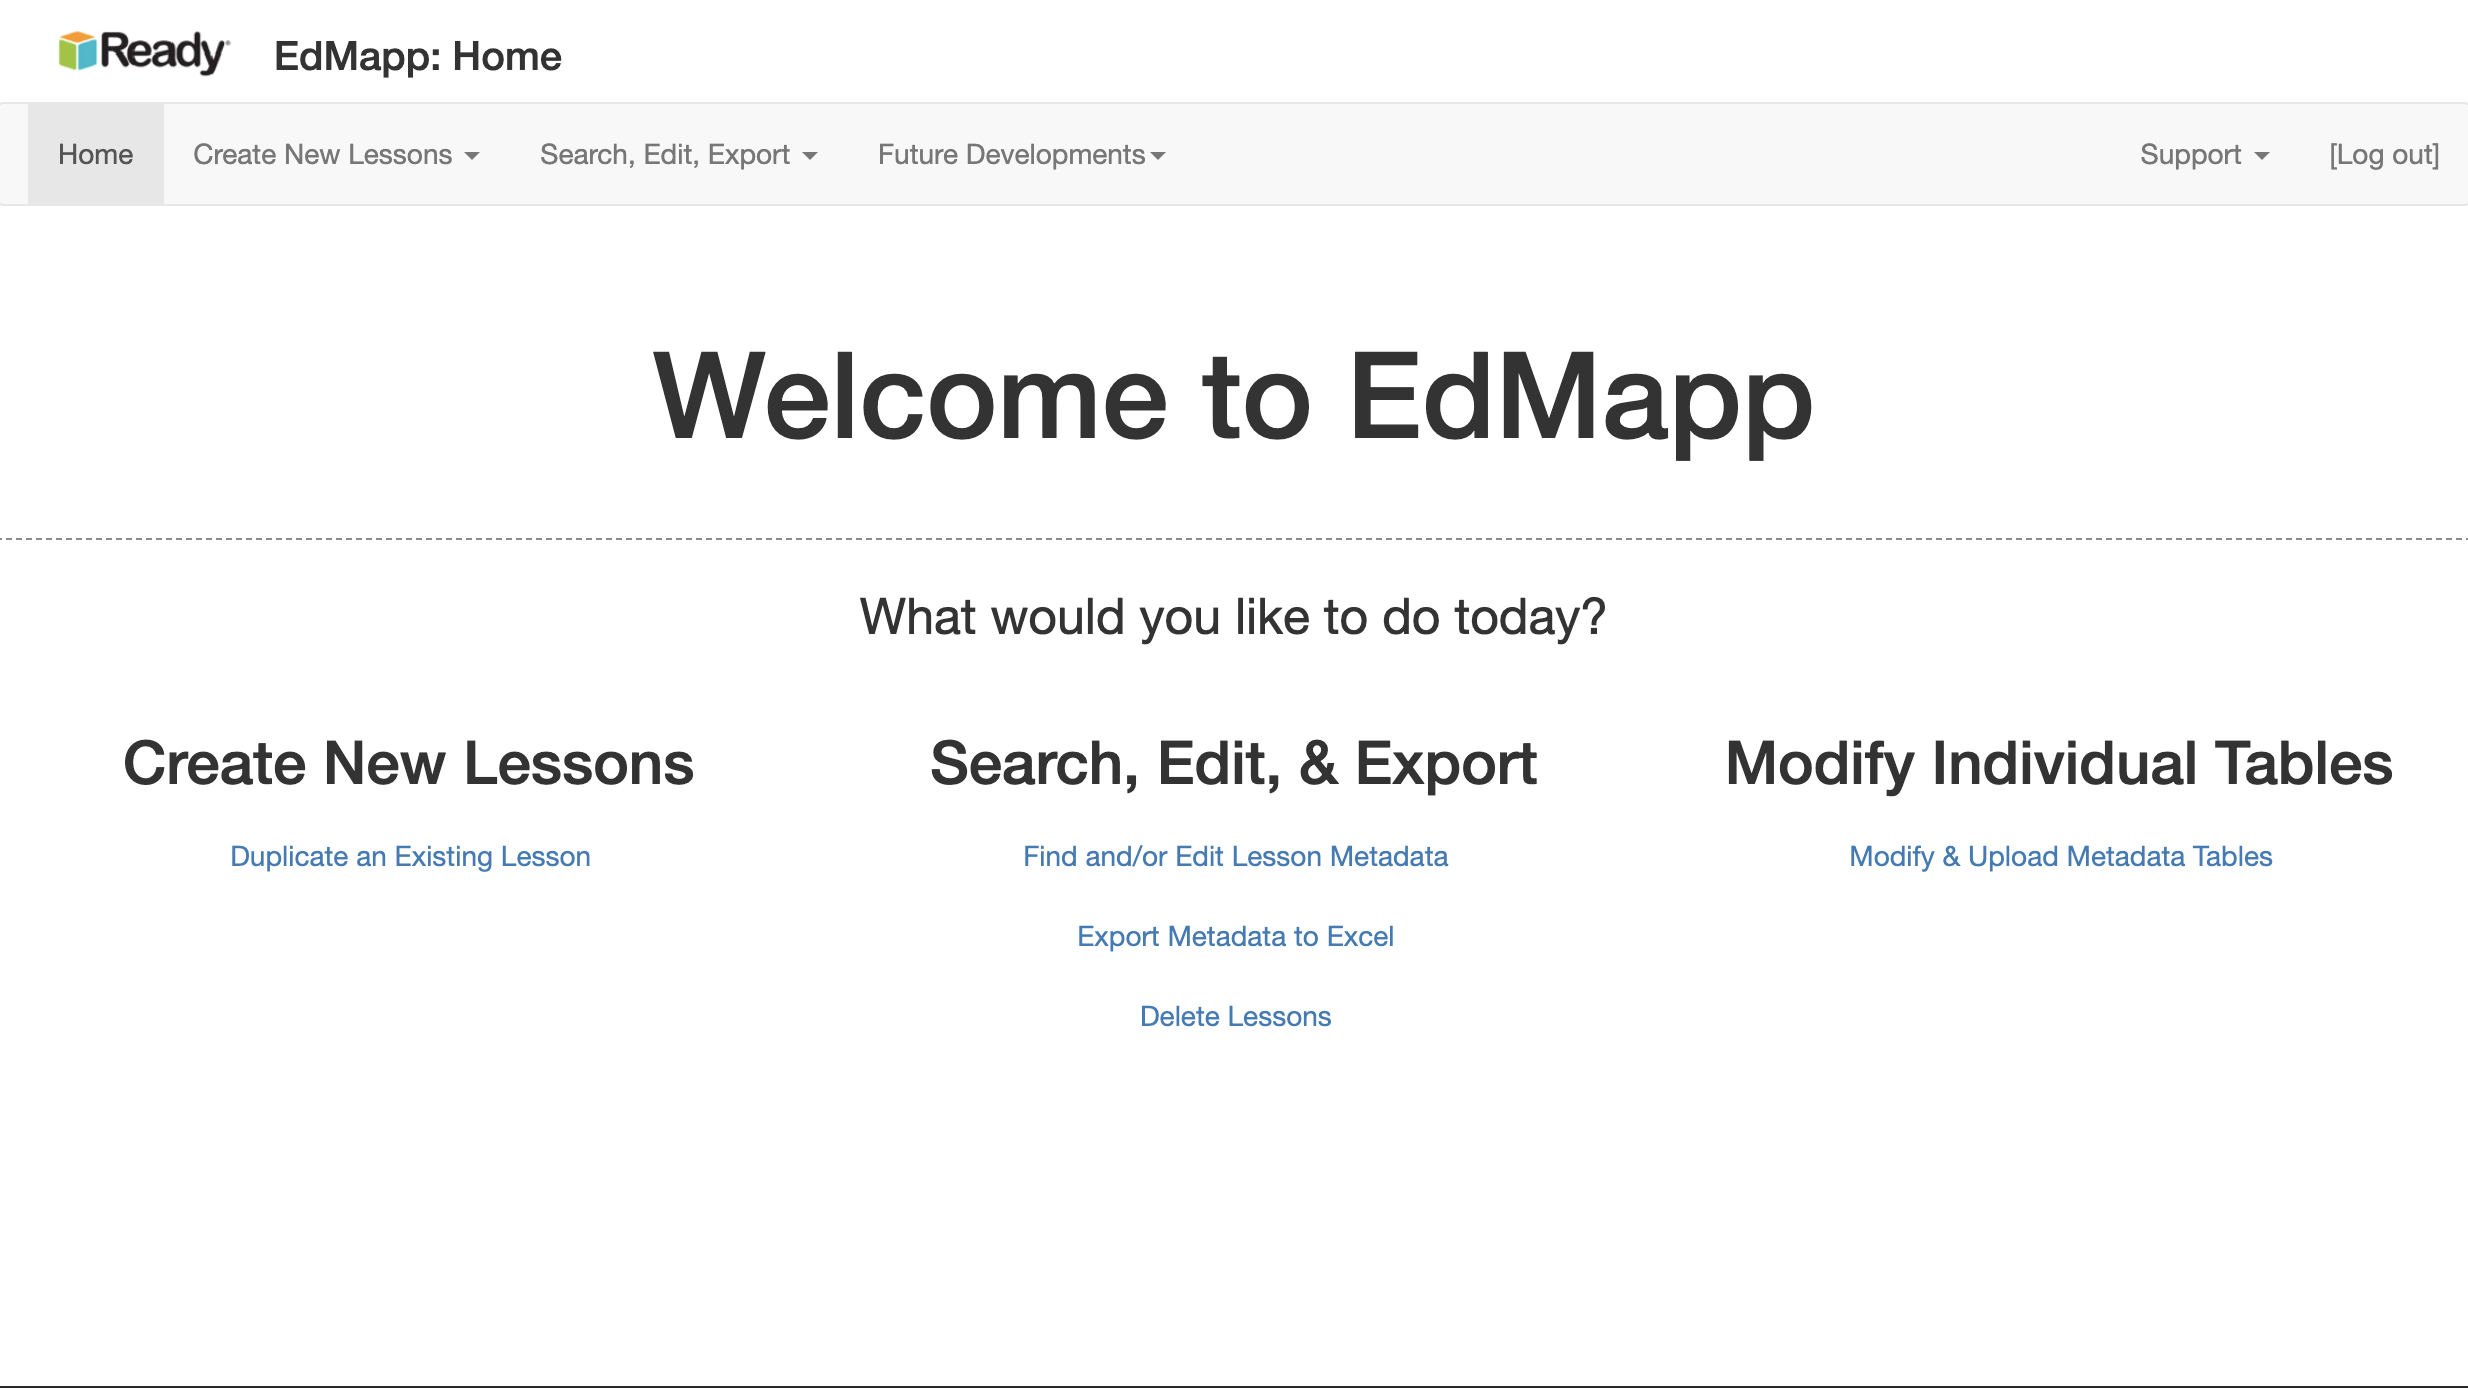 Ready
EdMapp: Home
Home Create New Lessons Search, Edit, Export Future Developments Support [Log out]
Welcome to EdMapp
What would you like to do today?
Create New Lessons Search, Edit, & Export Modify Individual Tables
Duplicate an Existing Lesson Find and/or Edit Lesson Metadata Modify & Upload Metadata Tables
Export Metadata to Excel
Delete Lessons